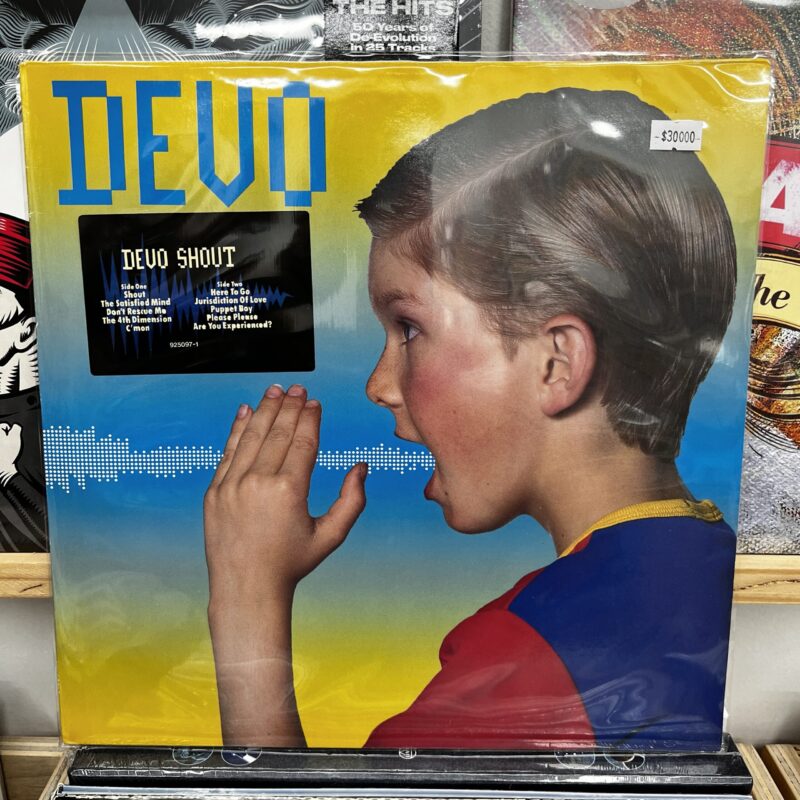 THE HITS
50 Years of
De-Evolution
In 25 Tracks
DEVO
-$30000-
DEVO SHOUT
Side One
Shout
The Satisfied Mind
Don't Rescue Me
The 4th Dimension
C'mon
Side Two
Here To Go
Jurisdiction Of Love
Puppet Boy
Please Please
Are You Experienced?
925097-1
4
he